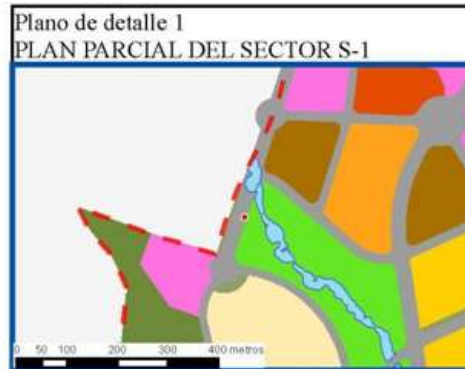 Plano de detalle 1
PLAN PARCIAL DEL SECTOR S-1
0 50 100 200 300 400 metros